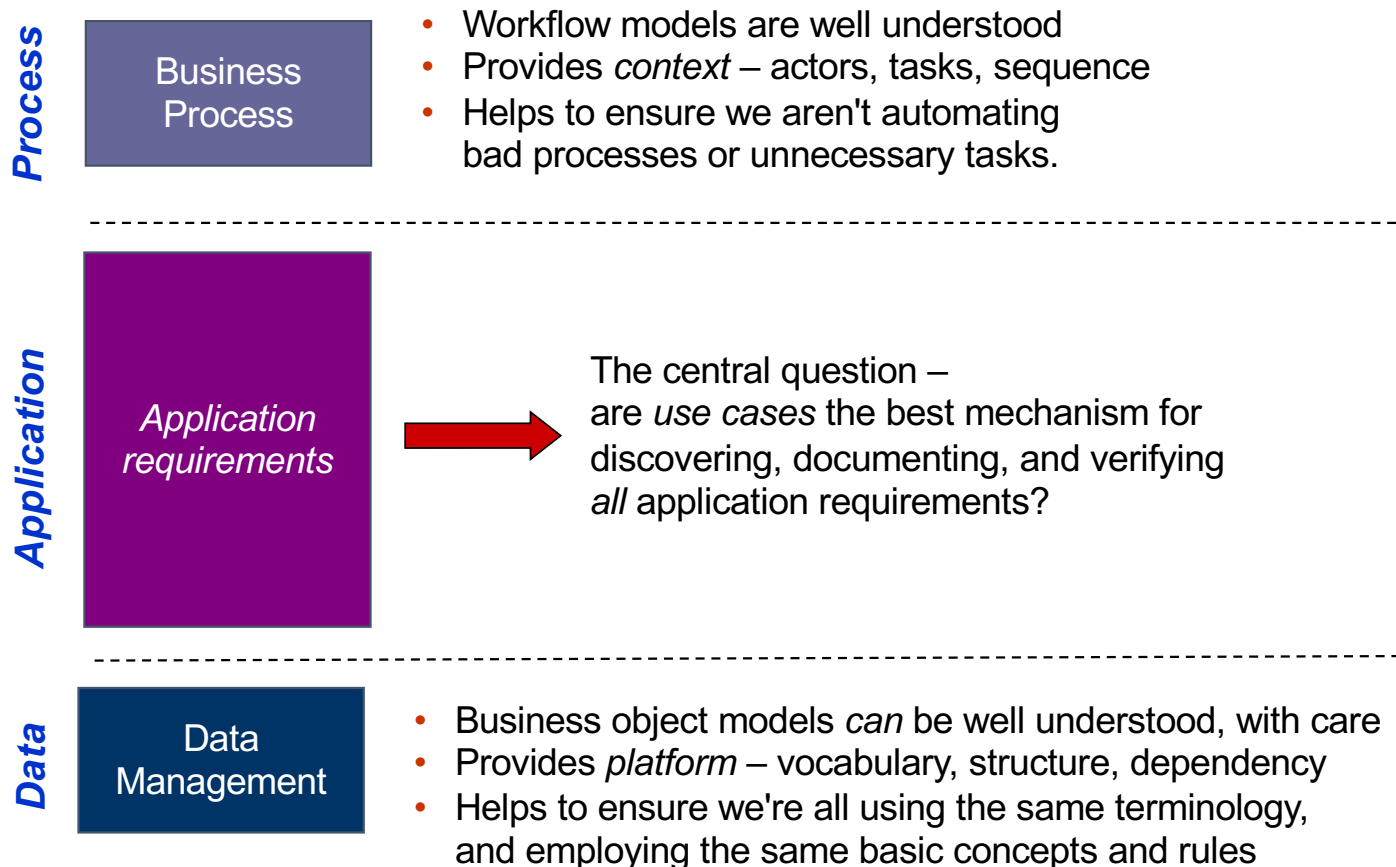 Process
Business
Process
• Workflow models are well understood
• Provides context – actors, tasks, sequence
• Helps to ensure we aren't automating
bad processes or unnecessary tasks.
Application
Application
requirements
The central question –
are use cases the best mechanism for
discovering, documenting, and verifying
all application requirements?
Data
Data
Management
• Business object models can be well understood, with care
• Provides platform – vocabulary, structure, dependency
• Helps to ensure we're all using the same terminology,
and employing the same basic concepts and rules